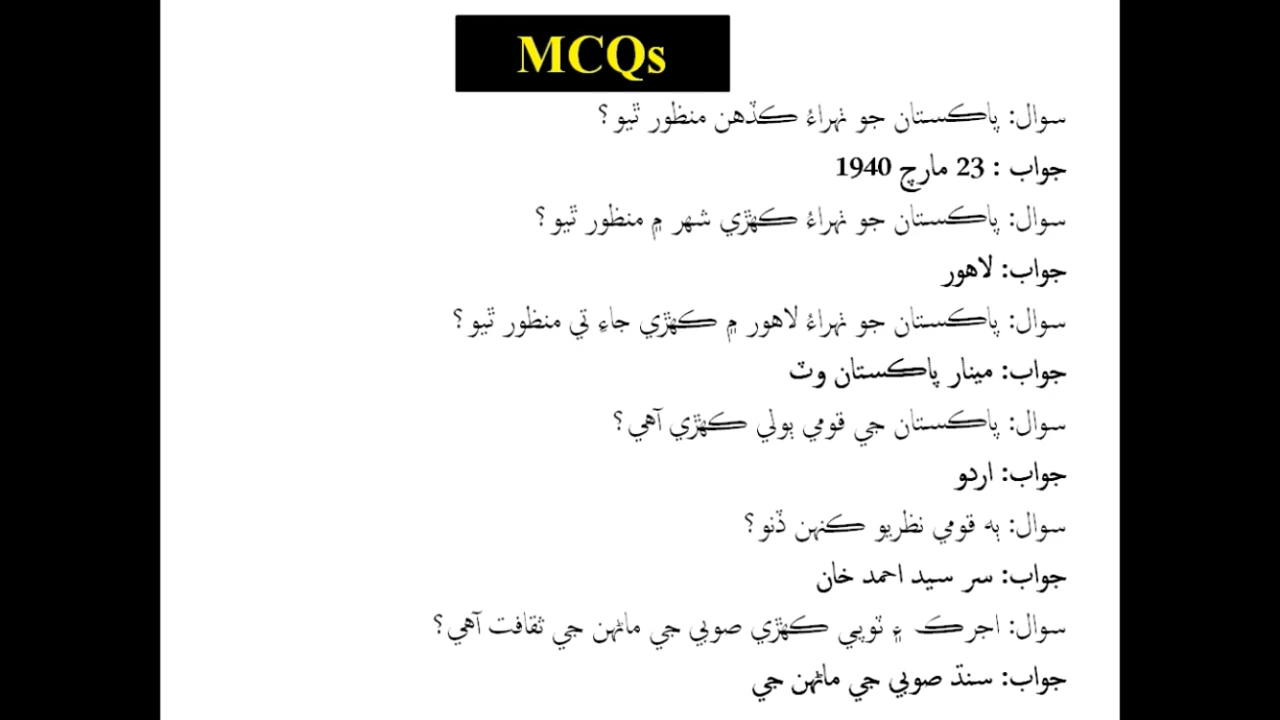 MCQs
سوال: پاڪستان جو ٺهراءُ ڪڏهن منظور ٿيو ؟
جواب : 23 مارچ 1940
سوال: پاڪستان جو ٺهراءُ ڪهڙي شهر ۾ منظور ٿيو ؟
جواب: لاهور
سوال: پاڪستان جو ٺهراءُ لاهور ۾ ڪهڙي جاءِ تي منظور ٿيو ؟
جواب: مينار پاڪستان وٽ
سوال: پاڪستان جي قومي ٻولي ڪهڙي آهي ؟
جواب: اردو
سوال: ٻه قومي نظريو ڪنهن ڏنو ؟
جواب: سر سيد احمد خان
سوال: اجرڪ ۽ ٽوپي ڪهڙي صوبي جي ماڻهن جي ثقافت آهي ؟
جواب: سنڌ صوبي جي ماڻهن جي